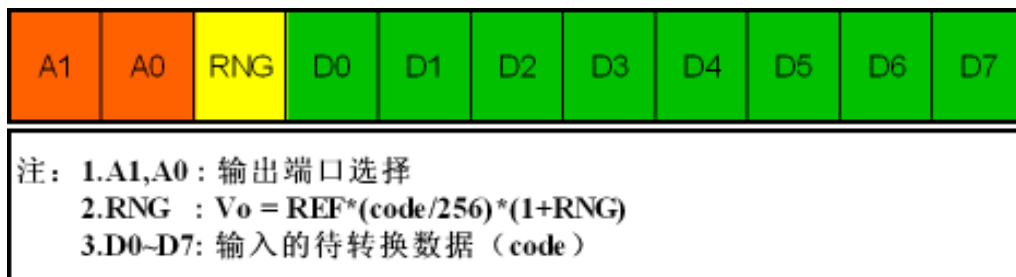 A1 A0 RNG D0 D1 D2 D3 D4 D5 D6 D7
注：1.A1,A0：输出端口选择
2.RNG ：Vo = REF*(code/256)*(1+RNG)
3.D0~D7: 输入的待转换数据（code）